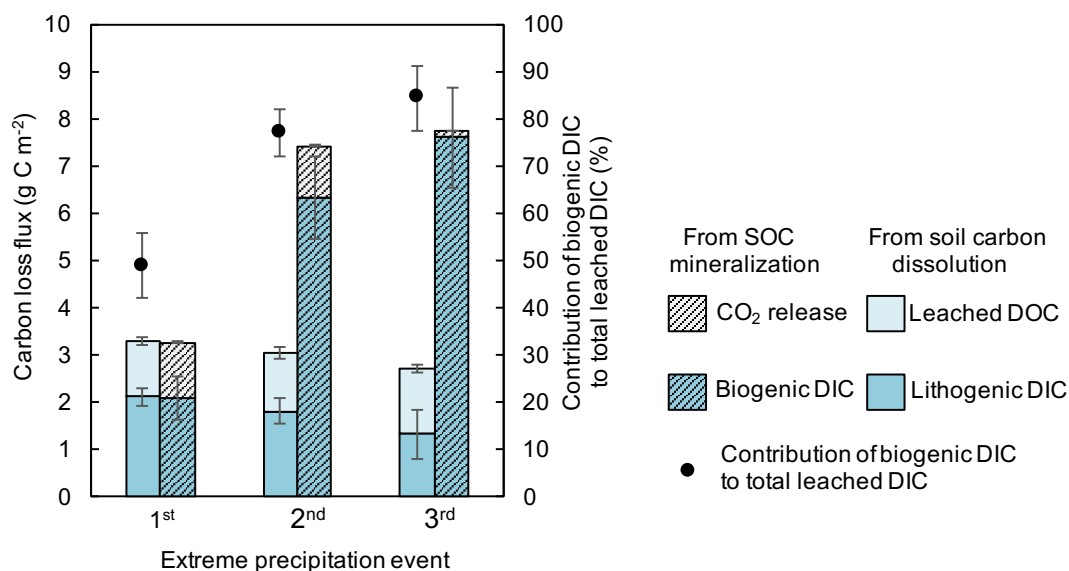 Carbon loss flux (g C m⁻²)
10
9
8
7
6
5
4
3
2
1
0
1ˢᵗ
2ⁿᵈ
3ʳᵈ
Extreme precipitation event
100
90
80
70
60
50
40
30
20
10
0
Contribution of biogenic DIC
to total leached DIC (%)
From SOC
mineralization
From soil carbon
dissolution
CO₂ release
Leached DOC
Biogenic DIC
Lithogenic DIC
Contribution of biogenic DIC
to total leached DIC